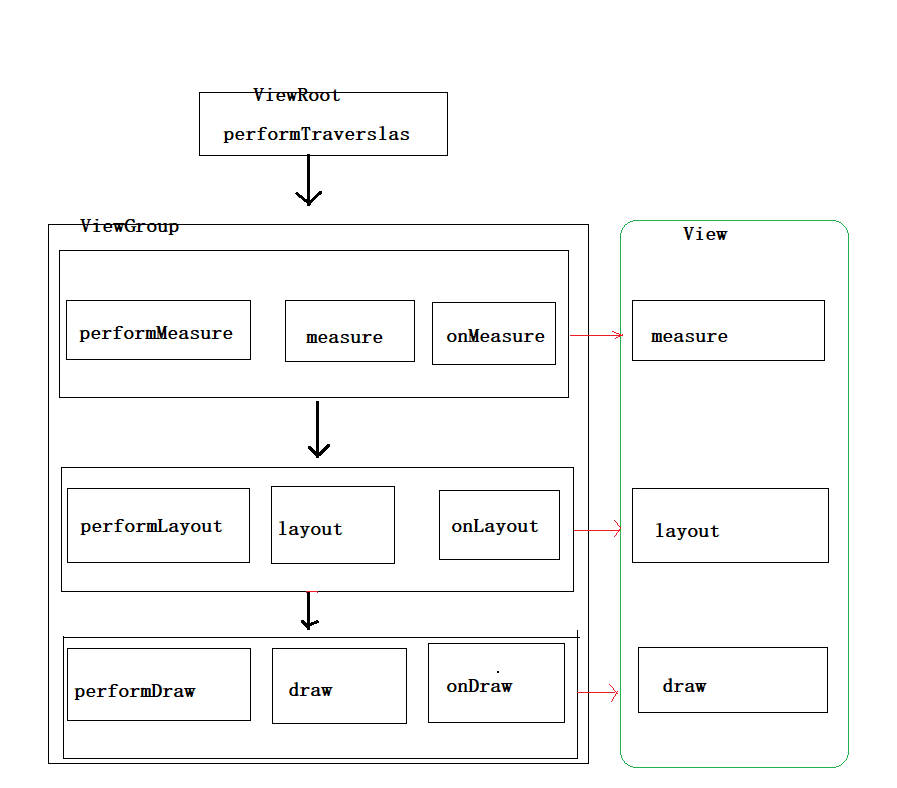 ViewRoot
performTraverslas
ViewGroup
View
performMeasure
measure
onMeasure
measure
performLayout
layout
onLayout
layout
performDraw
draw
onDraw
draw